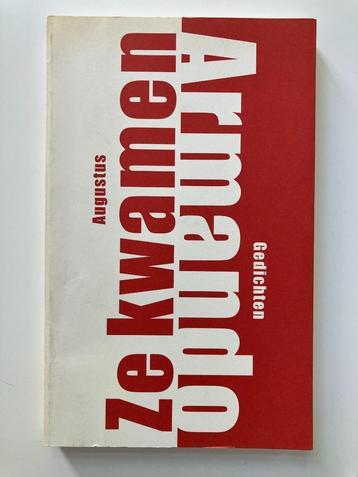 Augustus
Ze kwamen
Armando
Gedichten